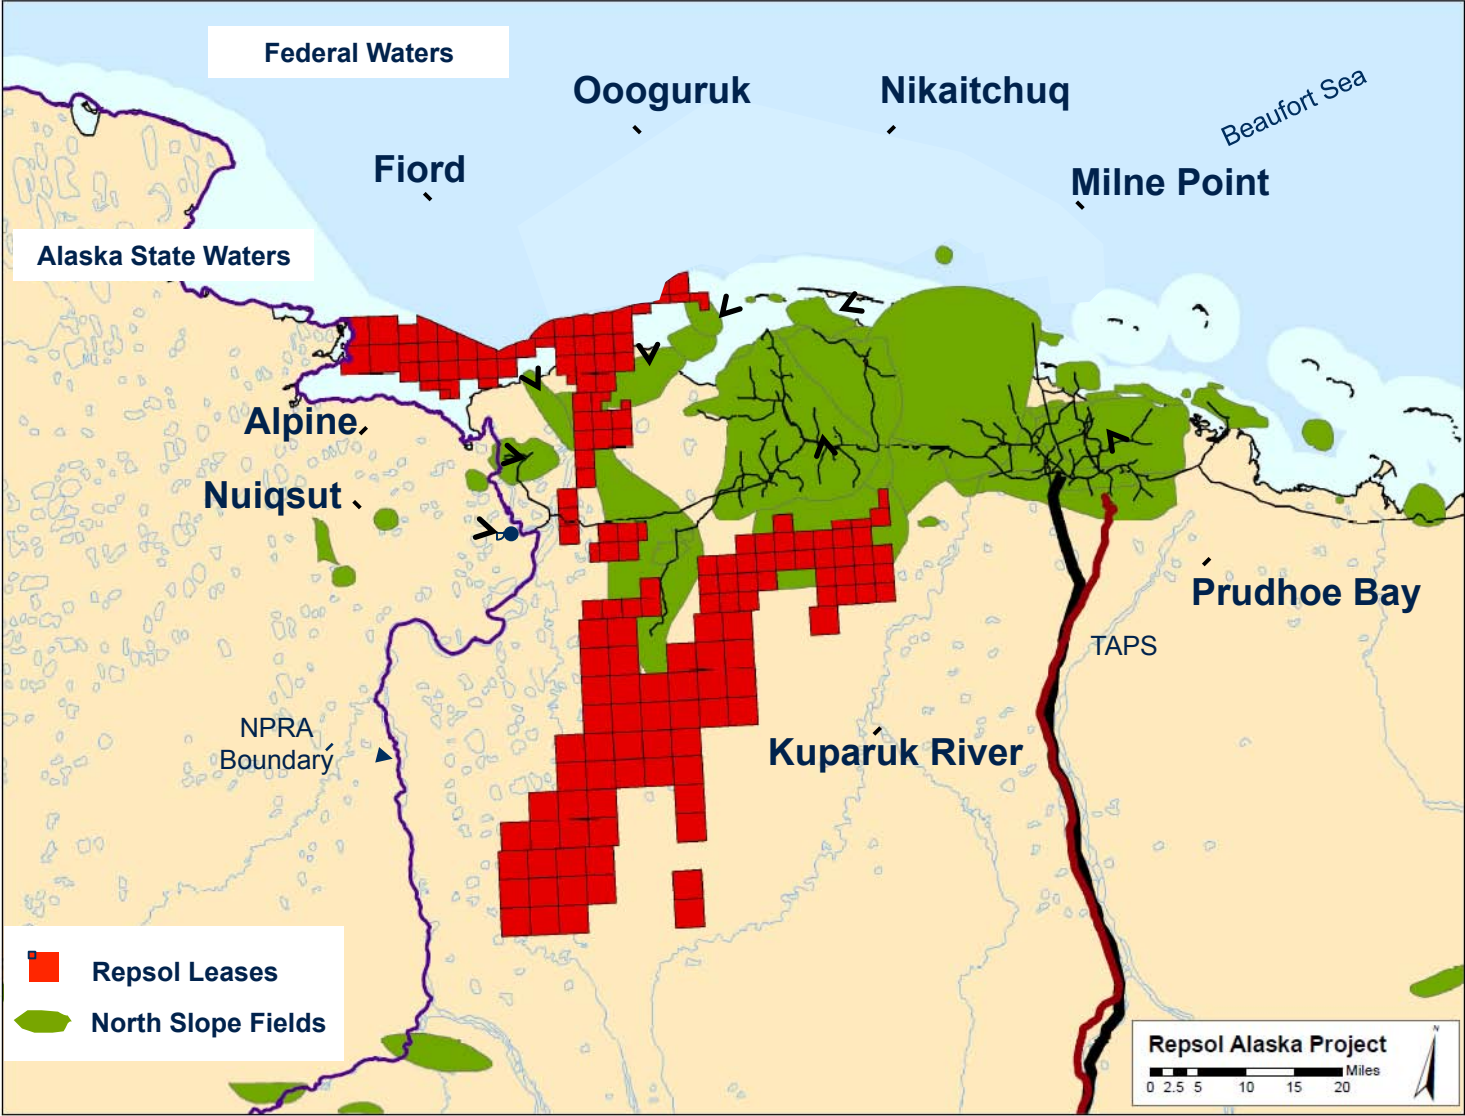 Federal Waters
Oooguruk
Nikaitchuq
Beaufort Sea
Fiord
Milne Point
Alaska State Waters
Alpine
Nuiqsut
Prudhoe Bay
TAPS
NPRA
Boundary
Kuparuk River
Repsol Leases
North Slope Fields
Repsol Alaska Project
N
Miles
0 2.5 5 10 15 20